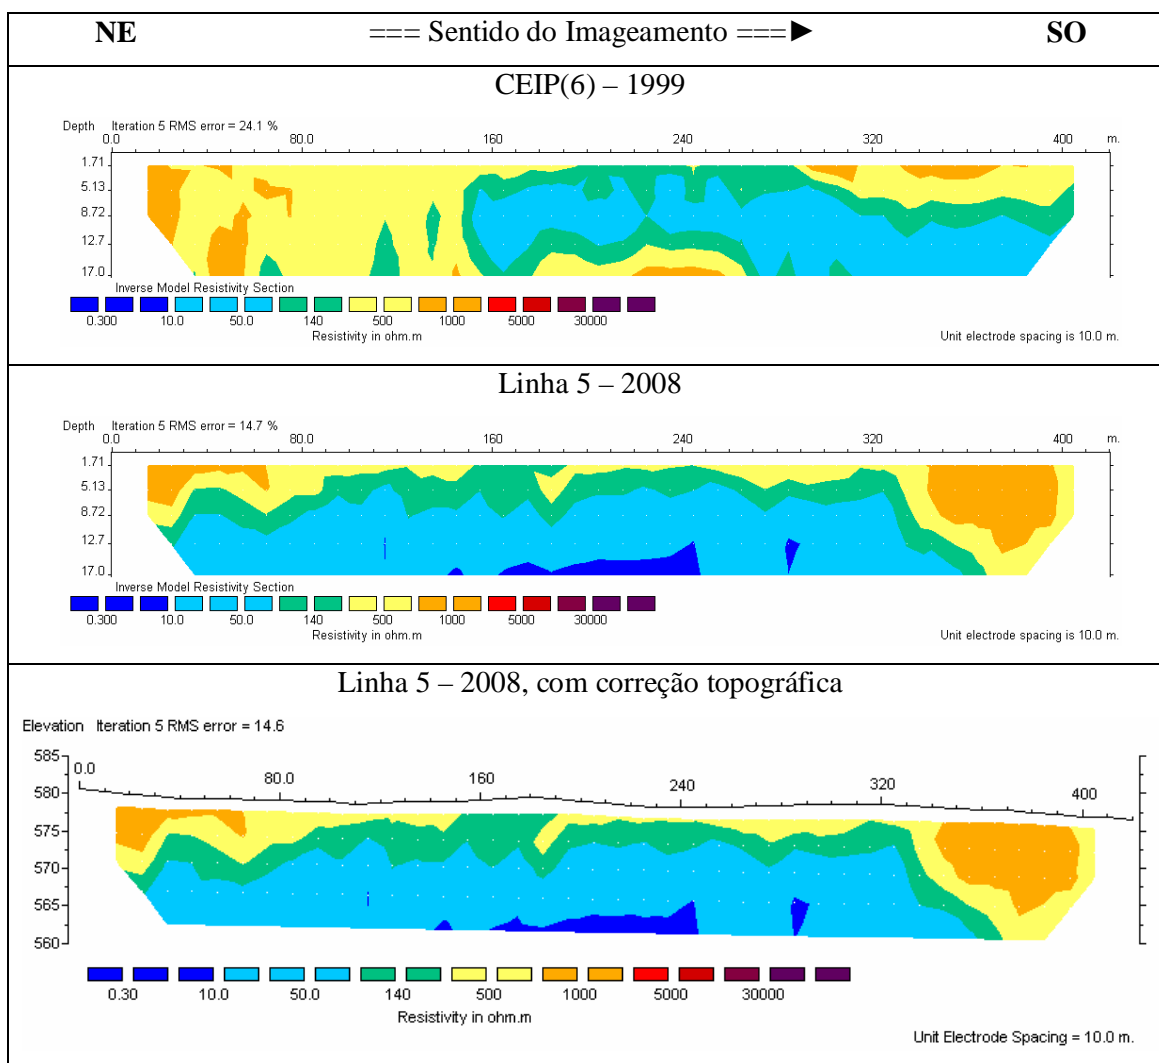 NE === Sentido do Imageamento ===► SO
CEIP(6) – 1999
Depth Iteration 5 RMS error = 24.1 %
0.0 80.0 160 240 320 400 m.
1.71
5.13
8.72
12.7
17.0
Inverse Model Resistivity Section
0.300 10.0 50.0 140 500 1000 5000 30000
Resistivity in ohm.m
Unit electrode spacing is 10.0 m.
Linha 5 – 2008
Depth Iteration 5 RMS error = 14.7 %
0.0 80.0 160 240 320 400 m.
1.71
5.13
8.72
12.7
17.0
Inverse Model Resistivity Section
0.300 10.0 50.0 140 500 1000 5000 30000
Resistivity in ohm.m
Unit electrode spacing is 10.0 m.
Linha 5 – 2008, com correção topográfica
Elevation Iteration 5 RMS error = 14.6
585
0.0 80.0 160 240 320 400
580
575
570
565
560
0.30 10.0 50.0 140 500 1000 5000 30000
Resistivity in ohm.m
Unit Electrode Spacing = 10.0 m.